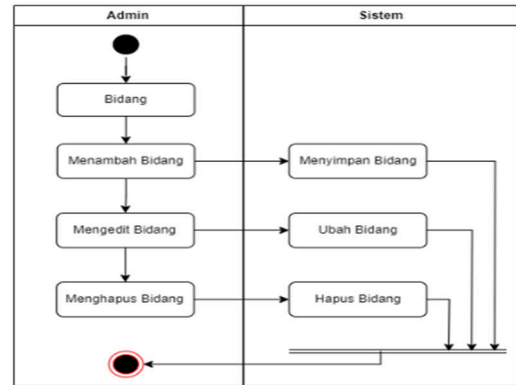 Admin
Sistem
Bidang
Menambah Bidang
Menyimpan Bidang
Mengedit Bidang
Ubah Bidang
Menghapus Bidang
Hapus Bidang